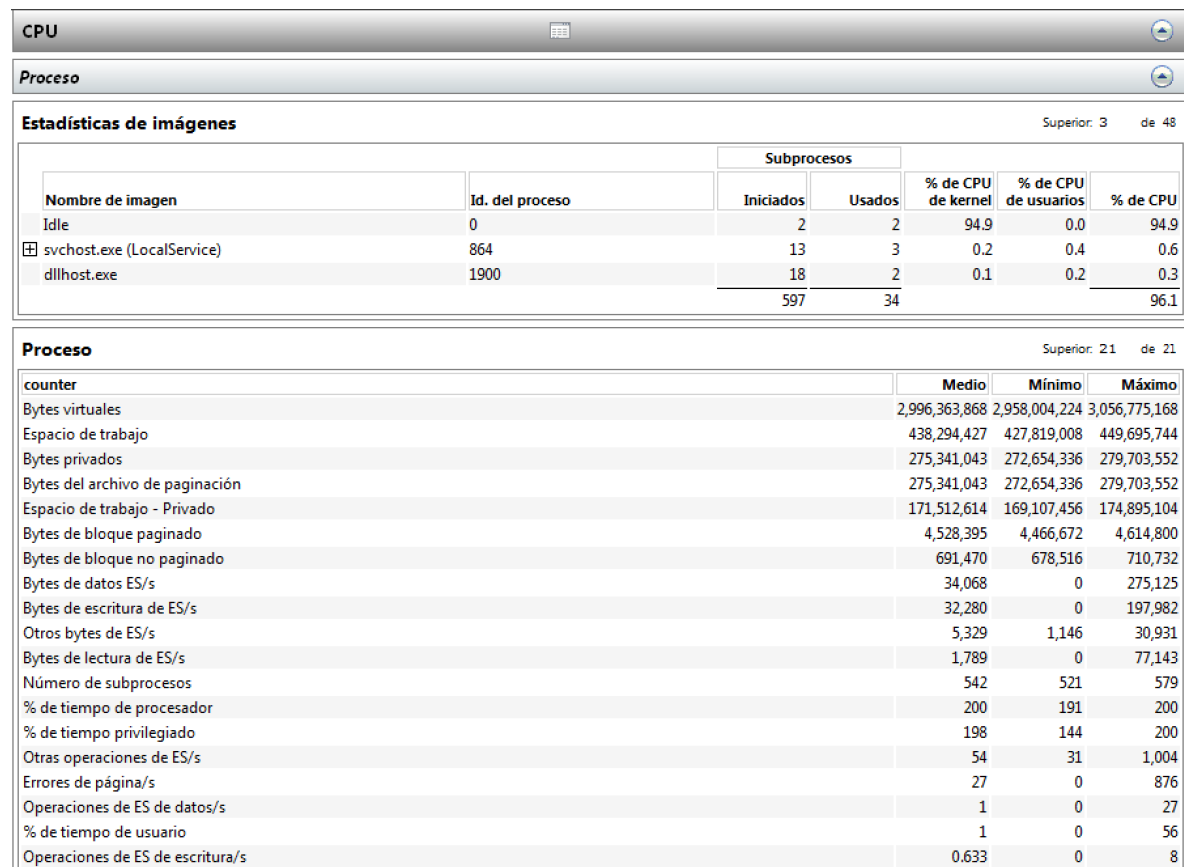 CPU
Proceso
Estadísticas de imágenes Superior: 3 de 48
Subprocesos
Nombre de imagen Id. del proceso Iniciados Usados % de CPU de kernel % de CPU de usuarios % de CPU
Idle 0 2 2 94.9 0.0 94.9
svchost.exe (LocalService) 864 13 3 0.2 0.4 0.6
dllhost.exe 1900 18 2 0.1 0.2 0.3
597 34 96.1
Proceso Superior: 21 de 21
counter Medio Mínimo Máximo
Bytes virtuales 2,996,363,868 2,958,004,224 3,056,775,168
Espacio de trabajo 438,294,427 427,819,008 449,695,744
Bytes privados 275,341,043 272,654,336 279,703,552
Bytes del archivo de paginación 275,341,043 272,654,336 279,703,552
Espacio de trabajo - Privado 171,512,614 169,107,456 174,895,104
Bytes de bloque paginado 4,528,395 4,466,672 4,614,800
Bytes de bloque no paginado 691,470 678,516 710,732
Bytes de datos ES/s 34,068 0 275,125
Bytes de escritura de ES/s 32,280 0 197,982
Otros bytes de ES/s 5,329 1,146 30,931
Bytes de lectura de ES/s 1,789 0 77,143
Número de subprocesos 542 521 579
% de tiempo de procesador 200 191 200
% de tiempo privilegiado 198 144 200
Otras operaciones de ES/s 54 31 1,004
Errores de página/s 27 0 876
Operaciones de ES de datos/s 1 0 27
% de tiempo de usuario 1 0 56
Operaciones de ES de escritura/s 0.633 0 8